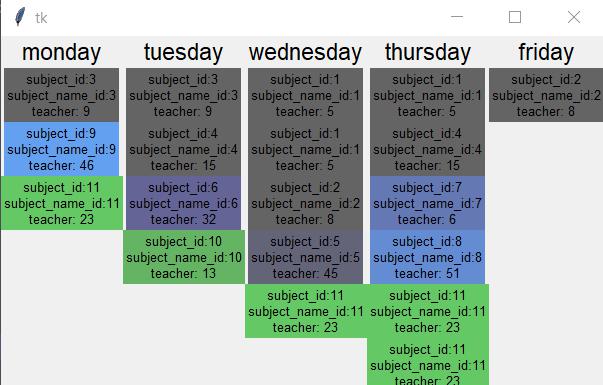 tk
monday
subject_id:3
subject_name_id:3
teacher: 9
subject_id:9
subject_name_id:9
teacher: 46
subject_id:11
subject_name_id:11
teacher: 23
tuesday
subject_id:3
subject_name_id:3
teacher: 9
subject_id:4
subject_name_id:4
teacher: 15
subject_id:6
subject_name_id:6
teacher: 32
subject_id:10
subject_name_id:10
teacher: 13
wednesday
subject_id:1
subject_name_id:1
teacher: 5
subject_id:1
subject_name_id:1
teacher: 5
subject_id:2
subject_name_id:2
teacher: 8
subject_id:5
subject_name_id:5
teacher: 45
subject_id:11
subject_name_id:11
teacher: 23
thursday
subject_id:1
subject_name_id:1
teacher: 5
subject_id:4
subject_name_id:4
teacher: 15
subject_id:7
subject_name_id:7
teacher: 6
subject_id:8
subject_name_id:8
teacher: 51
subject_id:11
subject_name_id:11
teacher: 23
subject_id:11
subject_name_id:11
teacher: 23
friday
subject_id:2
subject_name_id:2
teacher: 8